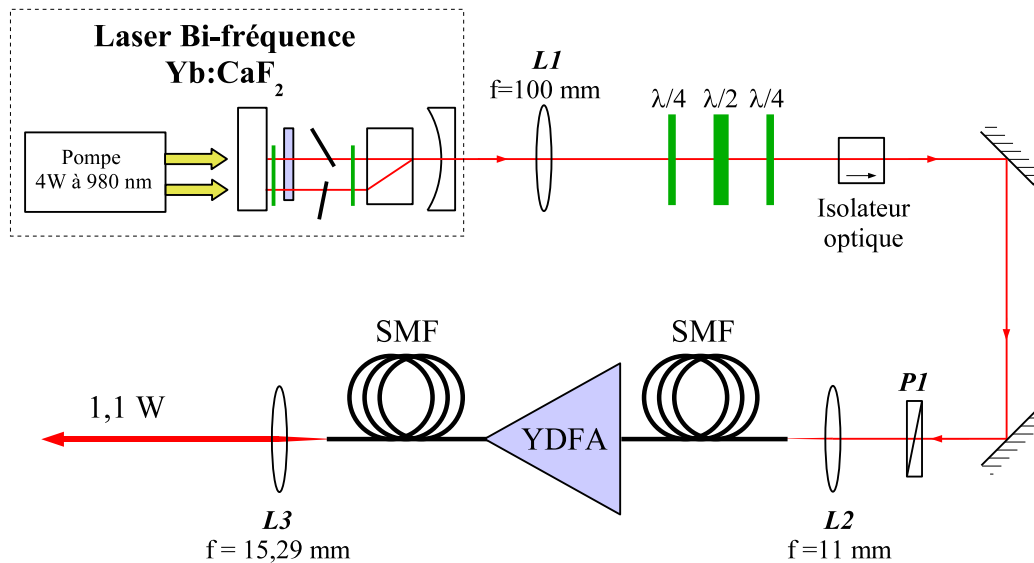 Laser Bi-fréquence
Yb:CaF2
Pompe
4W à 980 nm
L1
f=100 mm
λ/4 λ/2 λ/4
Isolateur
optique
SMF
SMF
P1
1,1 W
YDFA
L3
f = 15,29 mm
L2
f =11 mm